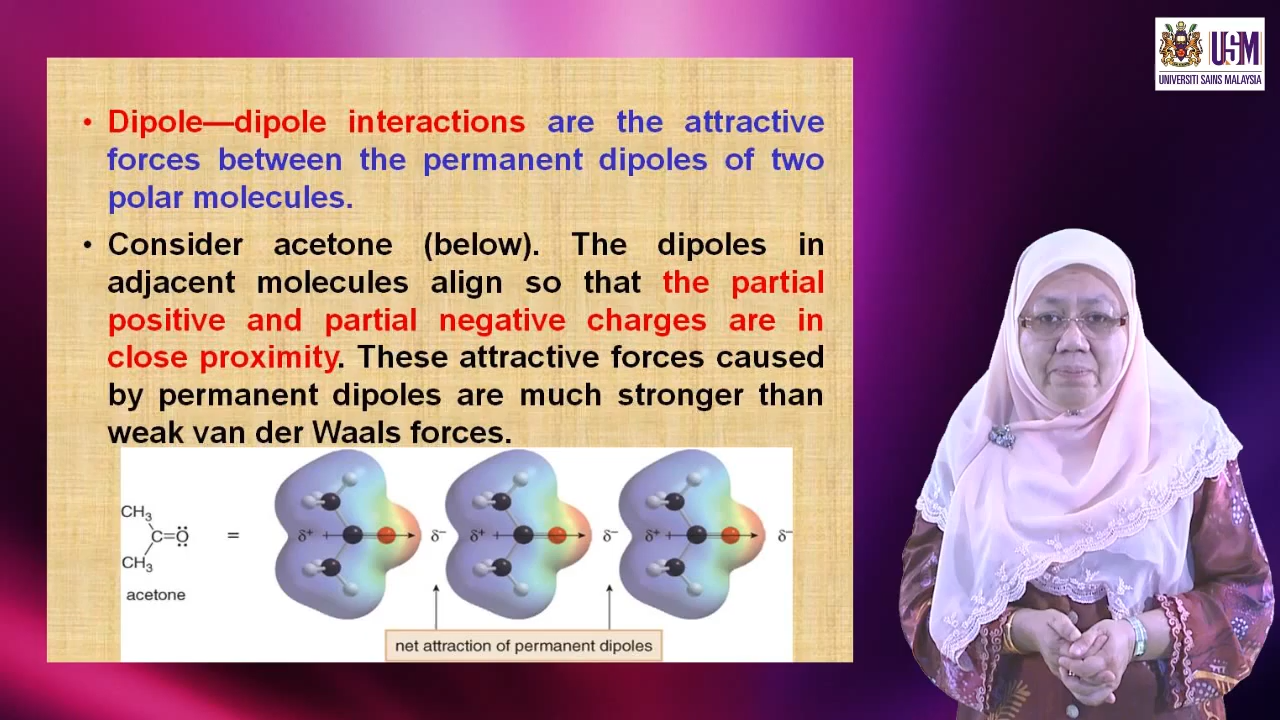 USM
UNIVERSITI SAINS MALAYSIA
• Dipole—dipole interactions are the attractive
forces between the permanent dipoles of two
polar molecules.
• Consider acetone (below). The dipoles in
adjacent molecules align so that the partial
positive and partial negative charges are in
close proximity. These attractive forces caused
by permanent dipoles are much stronger than
weak van der Waals forces.
CH₃
C=O
CH₃
acetone
=
δ⁺ δ⁻ δ⁺ δ⁻ δ⁺ δ⁻
net attraction of permanent dipoles